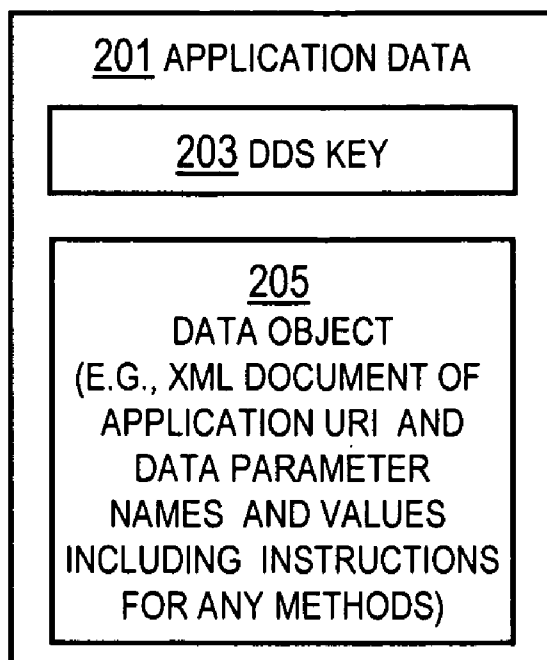 201 APPLICATION DATA
203 DDS KEY
205
DATA OBJECT
(E.G., XML DOCUMENT OF
APPLICATION URI AND
DATA PARAMETER
NAMES AND VALUES
INCLUDING INSTRUCTIONS
FOR ANY METHODS)